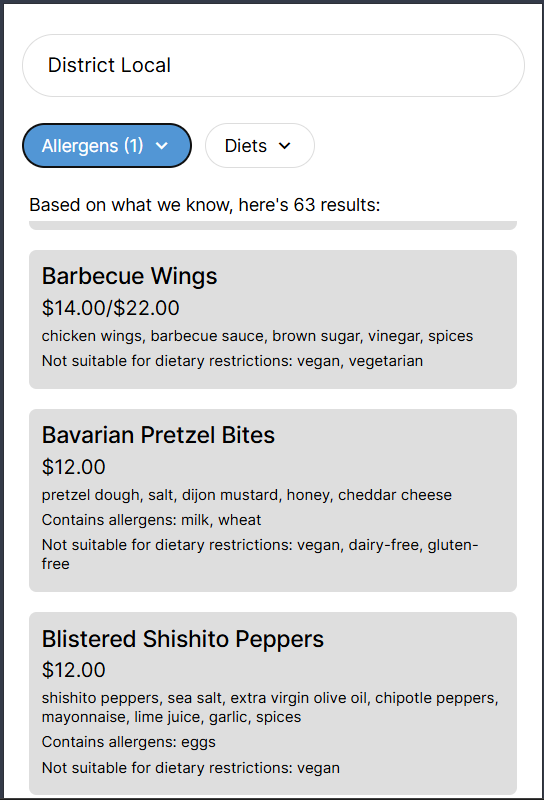 District Local
Allergens (1)
Diets
Based on what we know, here's 63 results:
Barbecue Wings
$14.00/$22.00
chicken wings, barbecue sauce, brown sugar, vinegar, spices
Not suitable for dietary restrictions: vegan, vegetarian
Bavarian Pretzel Bites
$12.00
pretzel dough, salt, dijon mustard, honey, cheddar cheese
Contains allergens: milk, wheat
Not suitable for dietary restrictions: vegan, dairy-free, gluten-
free
Blistered Shishito Peppers
$12.00
shishito peppers, sea salt, extra virgin olive oil, chipotle peppers,
mayonnaise, lime juice, garlic, spices
Contains allergens: eggs
Not suitable for dietary restrictions: vegan